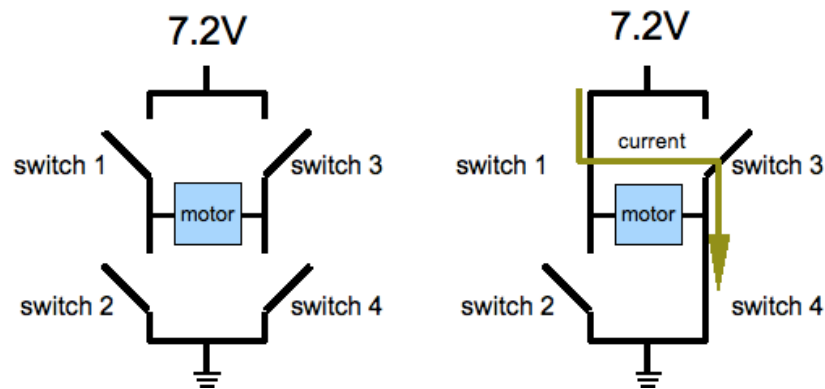 7.2V
switch 1
switch 3
motor
switch 2
switch 4
7.2V
current
switch 1
switch 3
motor
switch 2
switch 4